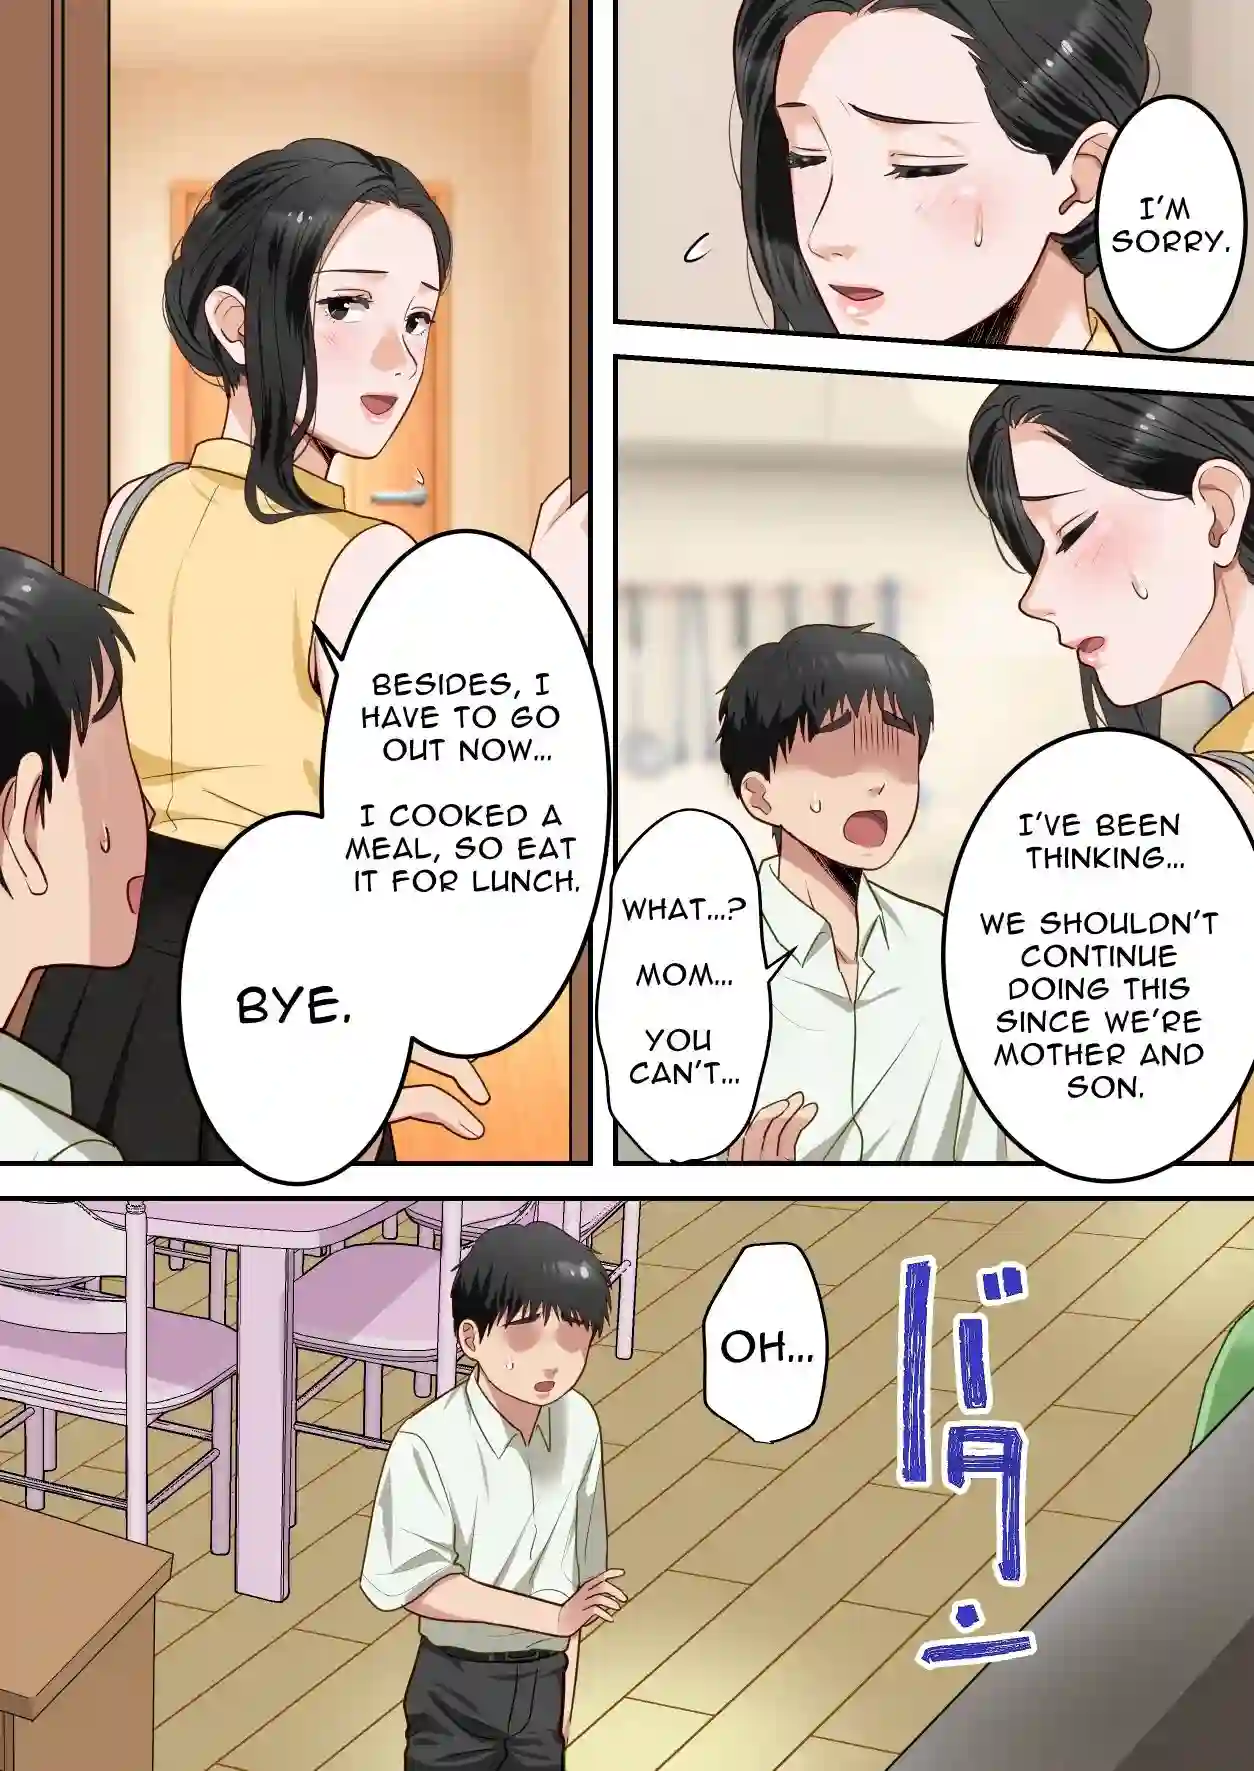 I'M
SORRY.
I'VE BEEN
THINKING...
WE SHOULDN'T
CONTINUE
DOING THIS
SINCE WE'RE
MOTHER AND
SON.
WHAT...?
MOM...
YOU
CAN'T...
BESIDES, I
HAVE TO GO
OUT NOW...
I COOKED A
MEAL, SO EAT
IT FOR LUNCH.
BYE.
OH...
バタン